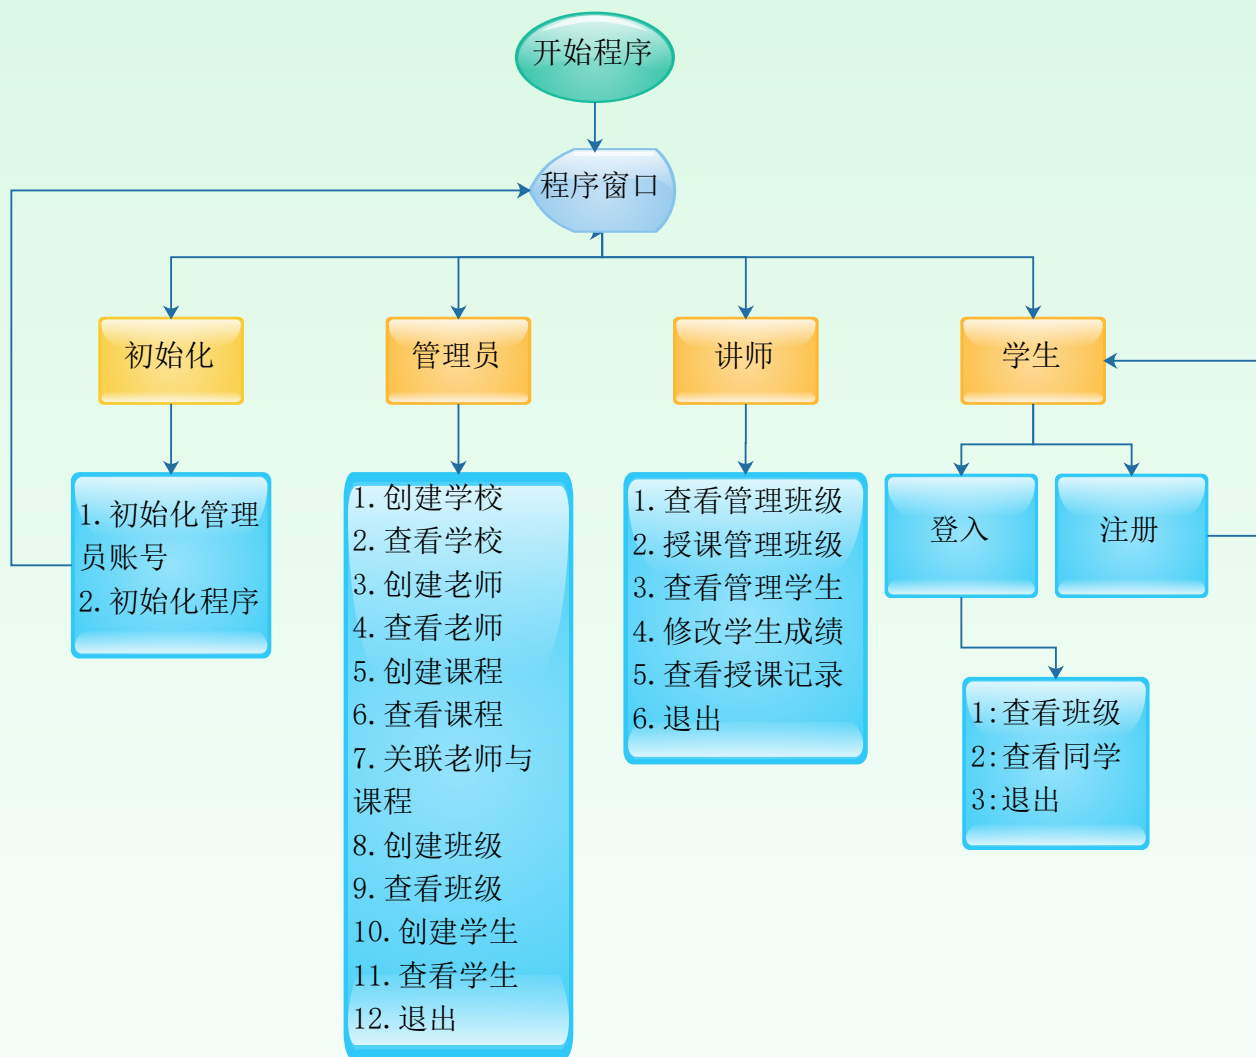 开始程序
程序窗口
初始化
管理员
讲师
学生
1.初始化管理
员账号
2.初始化程序
1.创建学校
2.查看学校
3.创建老师
4.查看老师
5.创建课程
6.查看课程
7.关联老师与
课程
8.创建班级
9.查看班级
10.创建学生
11.查看学生
12.退出
1.查看管理班级
2.授课管理班级
3.查看管理学生
4.修改学生成绩
5.查看授课记录
6.退出
登入
注册
1:查看班级
2:查看同学
3:退出